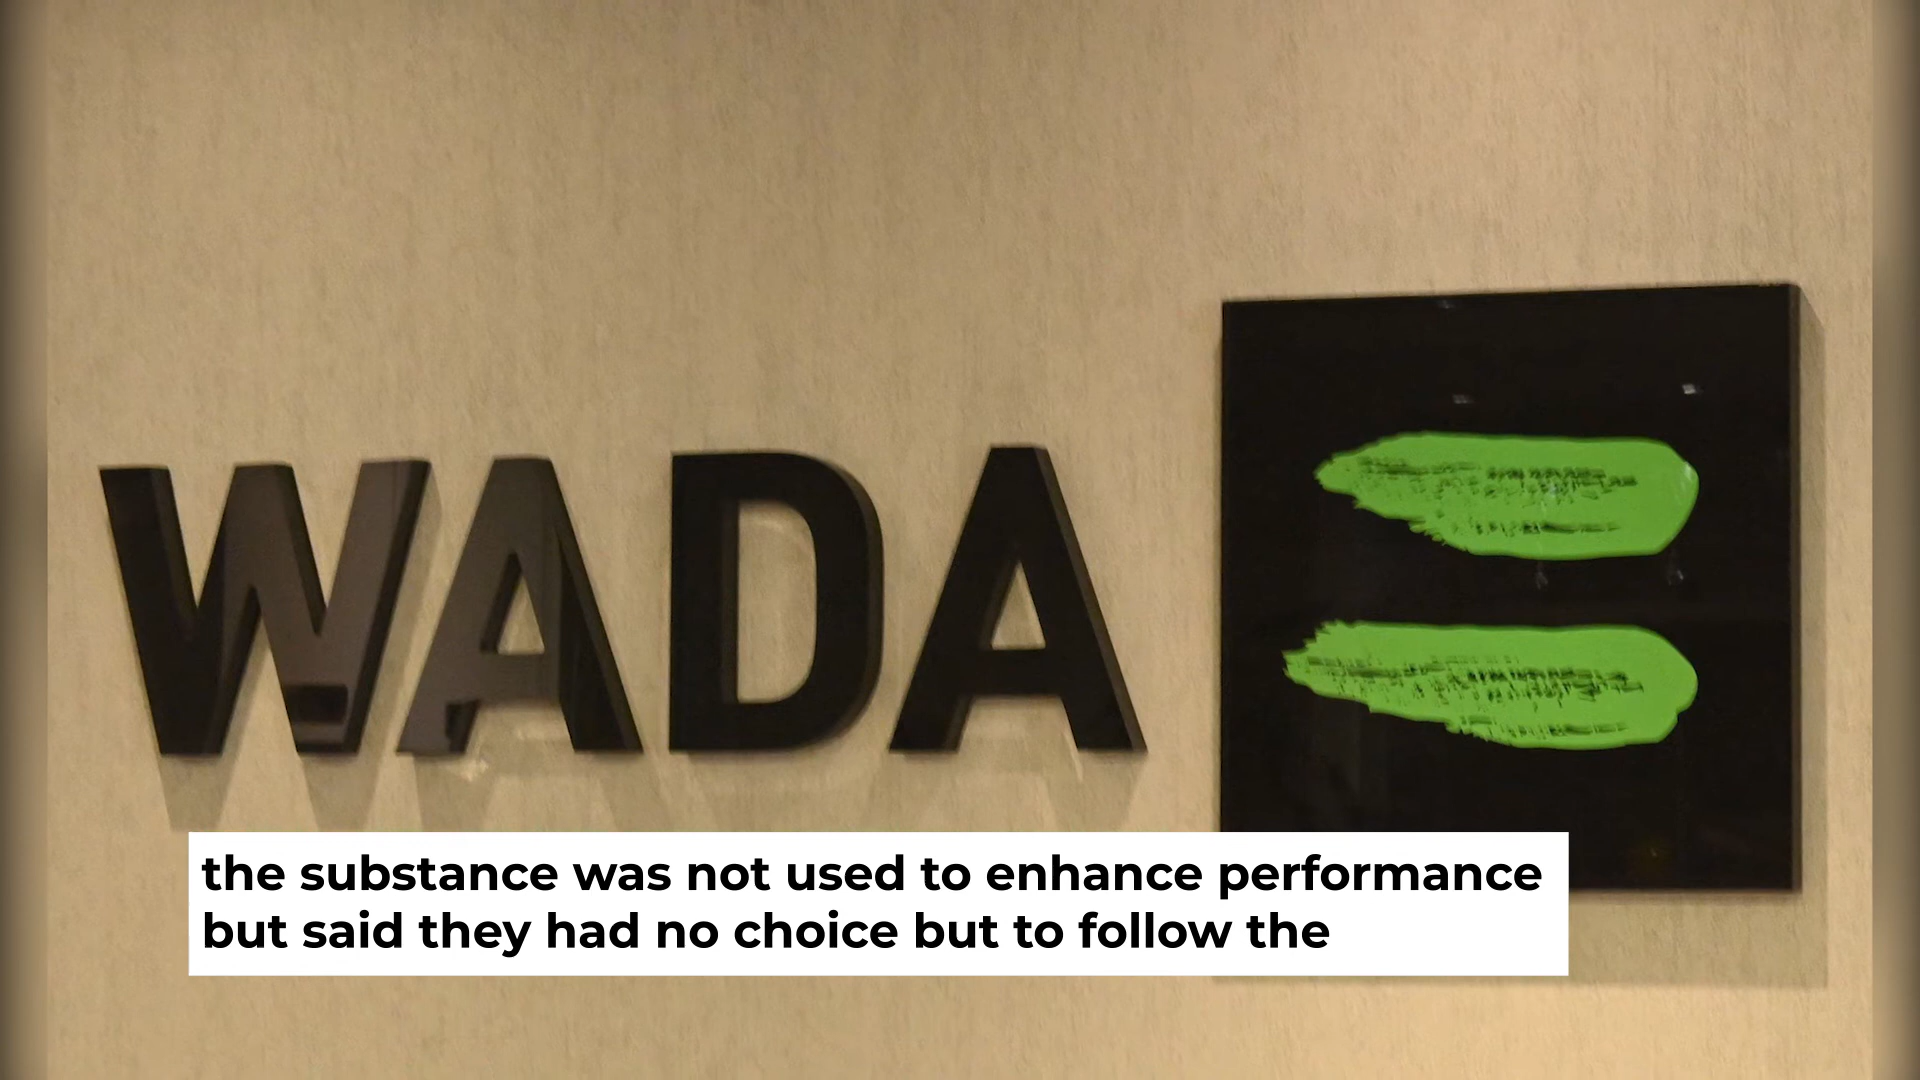 WADA
the substance was not used to enhance performance
but said they had no choice but to follow the